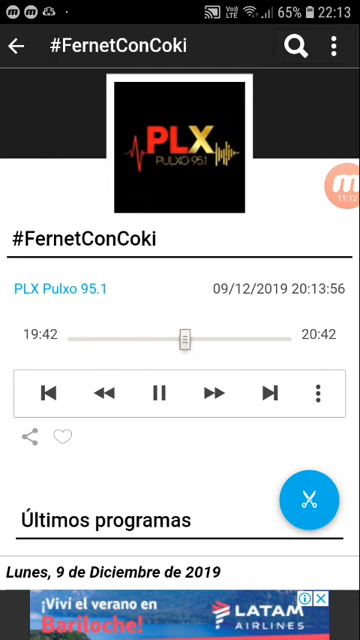 65% 22:13
#FernetConCoki
PLX
PULXO 95.1
11:12
#FernetConCoki
PLX Pulxo 95.1 09/12/2019 20:13:56
19:42 20:42
Últimos programas
Lunes, 9 de Diciembre de 2019
¡Viví el verano en
Bariloche!
LATAM
AIRLINES